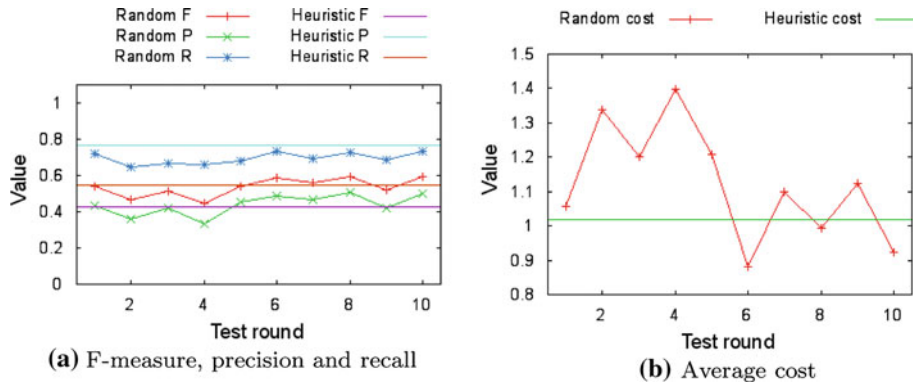 Random F
Heuristic F
Random P
Heuristic P
Random R
Heuristic R
1
0.8
0.6
0.4
0.2
0
Value
2 4 6 8 10
Test round
(a) F-measure, precision and recall
Random cost
Heuristic cost
1.5
1.4
1.3
1.2
1.1
1
0.9
0.8
Value
2 4 6 8 10
Test round
(b) Average cost